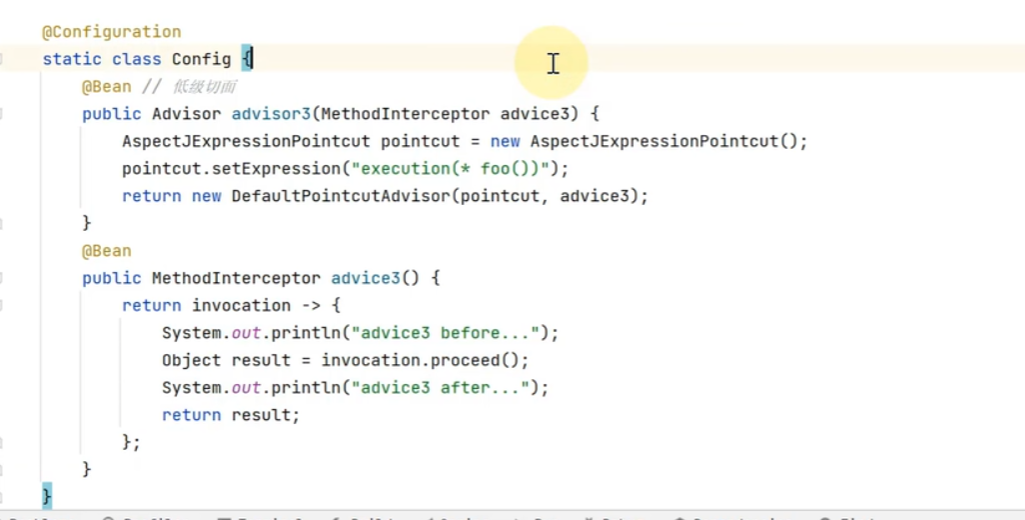 @Configuration
static class Config {
@Bean // 低级切面
public Advisor advisor3(MethodInterceptor advice3) {
AspectJExpressionPointcut pointcut = new AspectJExpressionPointcut();
pointcut.setExpression("execution(* foo())");
return new DefaultPointcutAdvisor(pointcut, advice3);
}
@Bean
public MethodInterceptor advice3() {
return invocation -> {
System.out.println("advice3 before...");
Object result = invocation.proceed();
System.out.println("advice3 after...");
return result;
};
}
}